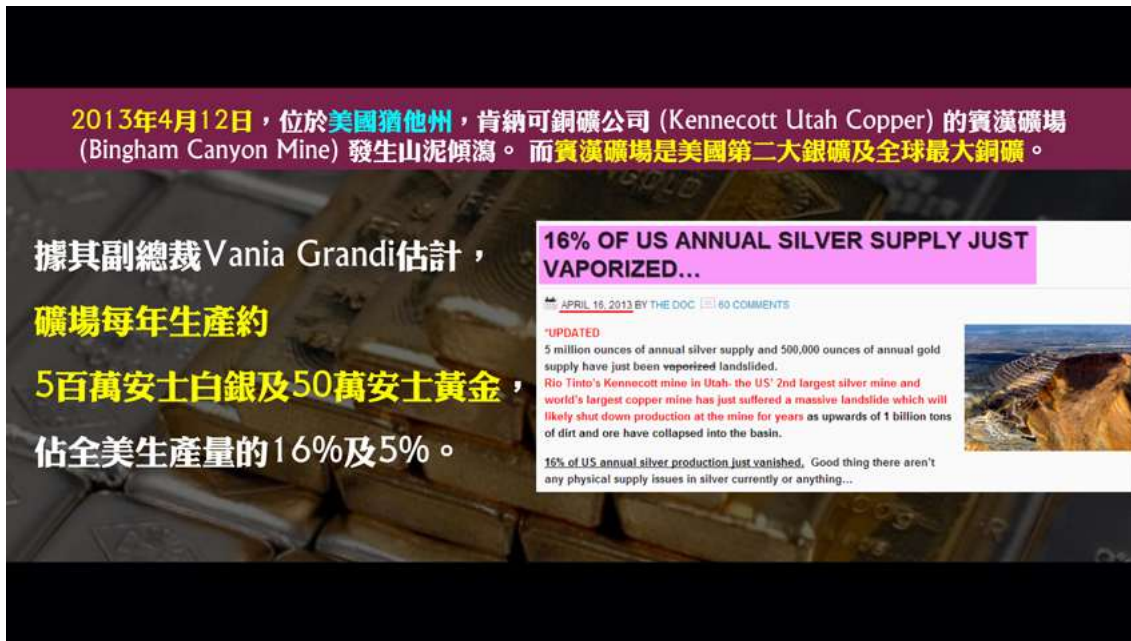 2013年4月12日，位於美國猶他州，肯納可銅礦公司 (Kennecott Utah Copper) 的賓漢礦場
(Bingham Canyon Mine) 發生山泥傾瀉。 而賓漢礦場是美國第二大銀礦及全球最大銅礦。
據其副總裁Vania Grandi估計，
礦場每年生產約
5百萬安士白銀及50萬安士黃金，
佔全美生產量的16%及5%。
16% OF US ANNUAL SILVER SUPPLY JUST
VAPORIZED...
APRIL 16, 2013 BY THE DOC 60 COMMENTS
*UPDATED
5 million ounces of annual silver supply and 500,000 ounces of annual gold
supply have just been vaporized landslided.
Rio Tinto's Kennecott mine in Utah- the US' 2nd largest silver mine and
world's largest copper mine has just suffered a massive landslide which will
likely shut down production at the mine for years as upwards of 1 billion tons
of dirt and ore have collapsed into the basin.
16% of US annual silver production just vanished. Good thing there aren't
any physical supply issues in silver currently or anything...
GOLD